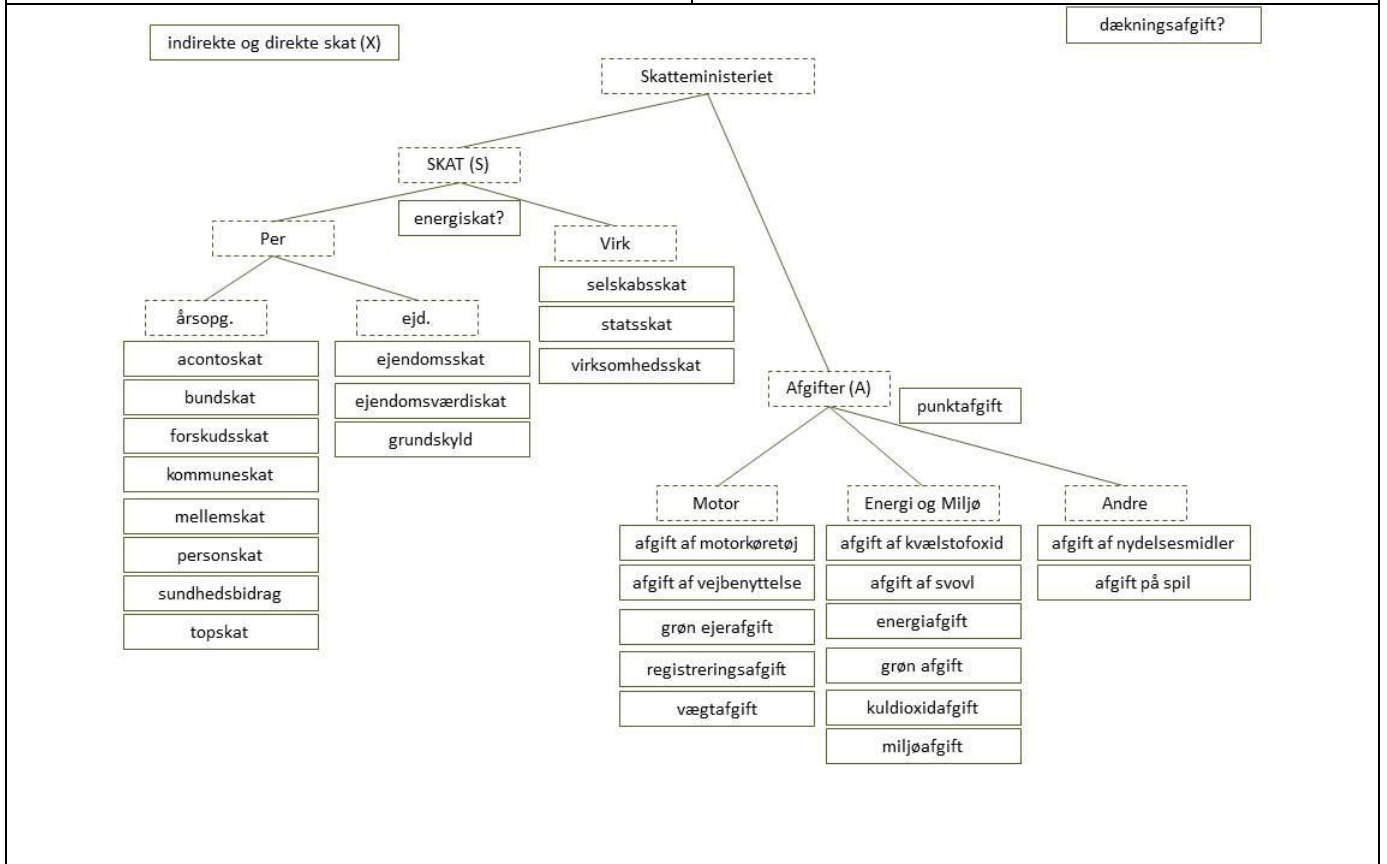 indirekte og direkte skat (X)
dækningsafgift?
Skatteministeriet
SKAT (S)
energiskat?
Per
Virk
selskabsskat
statsskat
virksomhedsskat
årsopg.
acontoskat
bundskat
forskudsskat
kommuneskat
mellemskat
personskat
sundhedsbidrag
topskat
ejd.
ejendomsskat
ejendomsværdiskat
grundskyld
Afgifter (A)
punktafgift
Motor
afgift af motorkøretøj
afgift af vejbenyttelse
grøn ejerafgift
registreringsafgift
vægtafgift
Energi og Miljø
afgift af kvælstofoxid
afgift af svovl
energiafgift
grøn afgift
kuldioxidafgift
miljøafgift
Andre
afgift af nydelsesmidler
afgift på spil